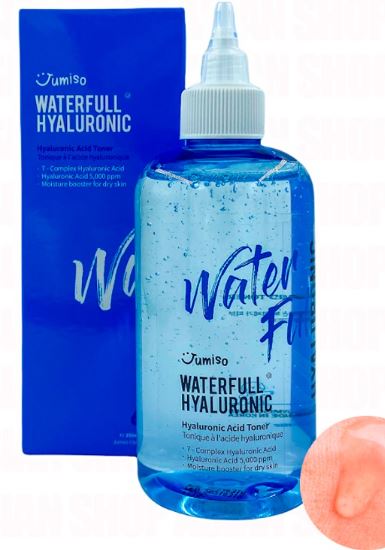 Jumiso
WATERFULL®
HYALURONIC
Hyaluronic Acid Toner
Tonique à l'acide hyaluronique
· 7 - Complex Hyaluronic Acid
· Hyaluronic Acid 5,000 ppm
· Moisture booster for dry skin
Water
Jumiso
WATERFULL®
HYALURONIC
Hyaluronic Acid Toner
Tonique à l'acide hyaluronique
· 7 - Complex Hyaluronic Acid
· Hyaluronic Acid 5,000 ppm
· Moisture booster for dry skin